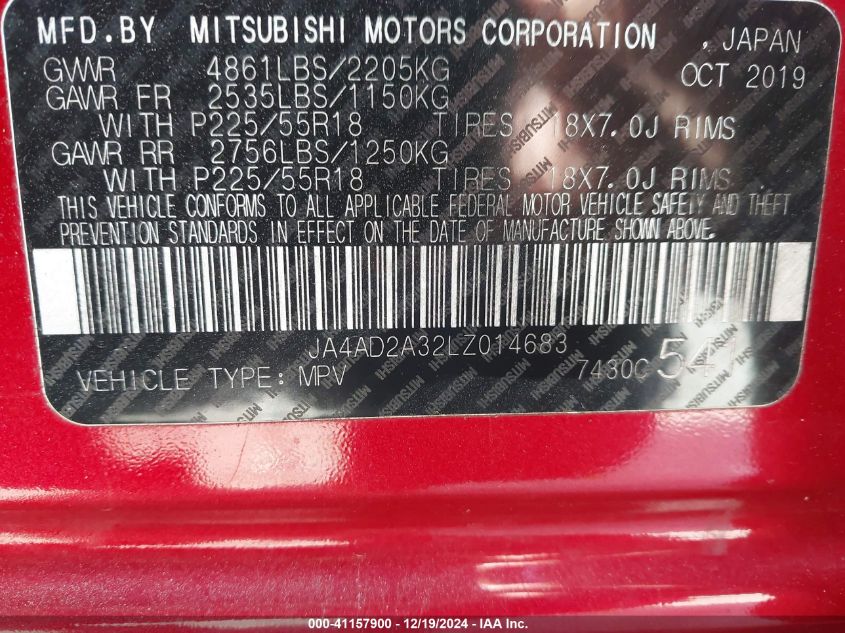 MFD.BY MITSUBISHI MOTORS CORPORATION , JAPAN
GVWR 4861LBS/2205KG OCT 2019
GAWR FR 2535LBS/1150KG
WITH P225/55R18 TIRES 18X7.0J RIMS
GAWR RR 2756LBS/1250KG
WITH P225/55R18 TIRES 18X7.0J RIMS
THIS VEHICLE CONFORMS TO ALL APPLICABLE FEDERAL MOTOR VEHICLE SAFETY AND THEFT
PREVENTION STANDARDS IN EFFECT ON THE DATE OF MANUFACTURE SHOWN ABOVE.
JA4AD2A32LZ014683
VEHICLE TYPE: MPV 7430C 541
000-41157900 - 12/19/2024 - IAA Inc.